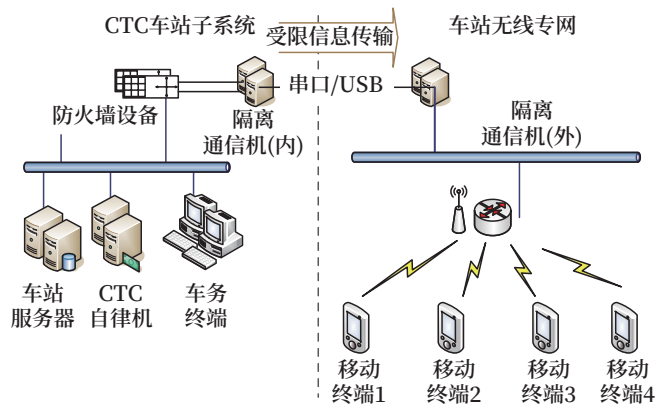 CTC车站子系统
受限信息传输
车站无线专网
串口/USB
防火墙设备
隔离
通信机(内)
隔离
通信机(外)
车站
服务器
CTC
自律机
车务
终端
移动
终端1
移动
终端2
移动
终端3
移动
终端4